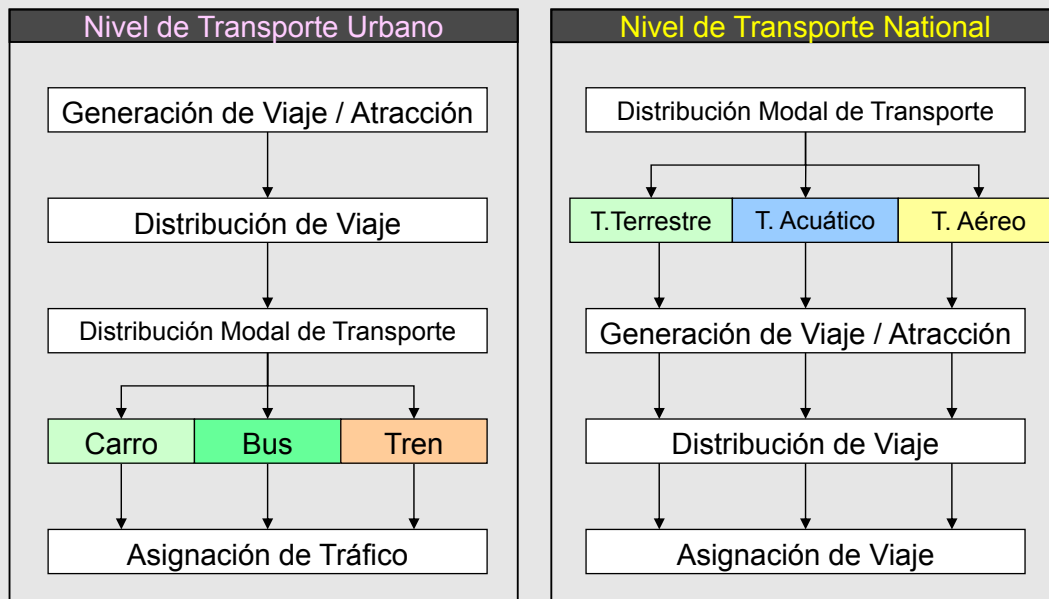 Nivel de Transporte Urbano
Generación de Viaje / Atracción
Distribución de Viaje
Distribución Modal de Transporte
Carro
Bus
Tren
Asignación de Tráfico
Nivel de Transporte National
Distribución Modal de Transporte
T.Terrestre
T. Acuático
T. Aéreo
Generación de Viaje / Atracción
Distribución de Viaje
Asignación de Viaje